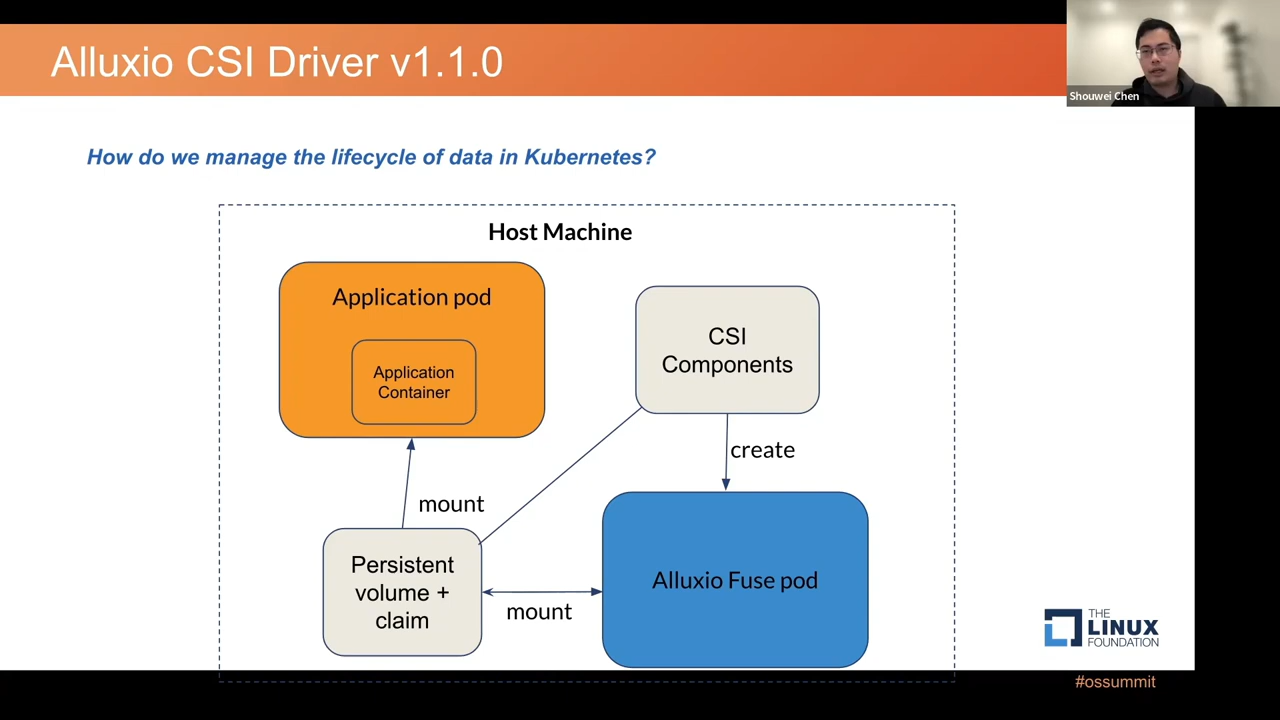 Alluxio CSI Driver v1.1.0
Shouwei Chen
How do we manage the lifecycle of data in Kubernetes?
Host Machine
Application pod
Application
Container
CSI
Components
create
mount
Persistent
volume +
claim
mount
Alluxio Fuse pod
THE
LINUX
FOUNDATION
#ossummit